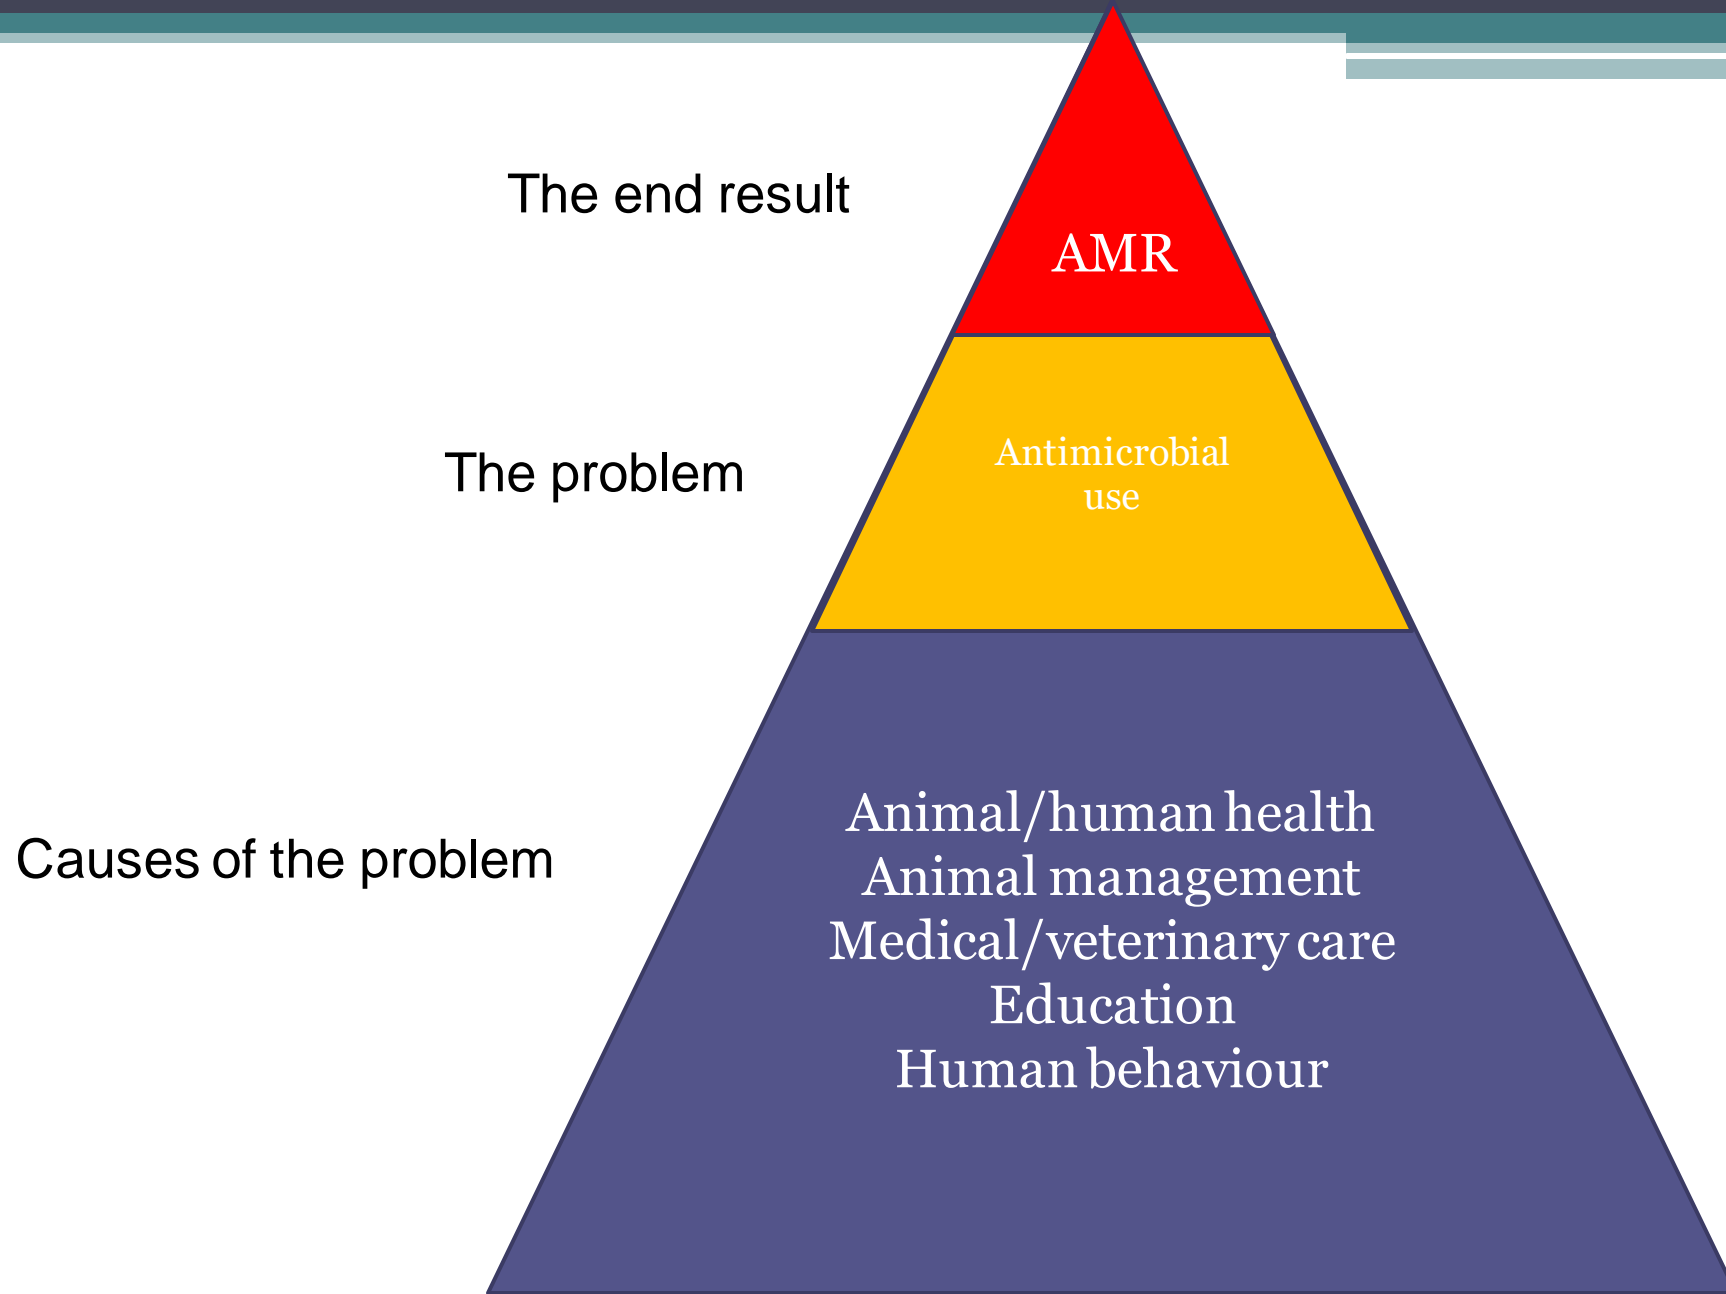 The end result
AMR
The problem
Antimicrobial
use
Causes of the problem
Animal/human health
Animal management
Medical/veterinary care
Education
Human behaviour